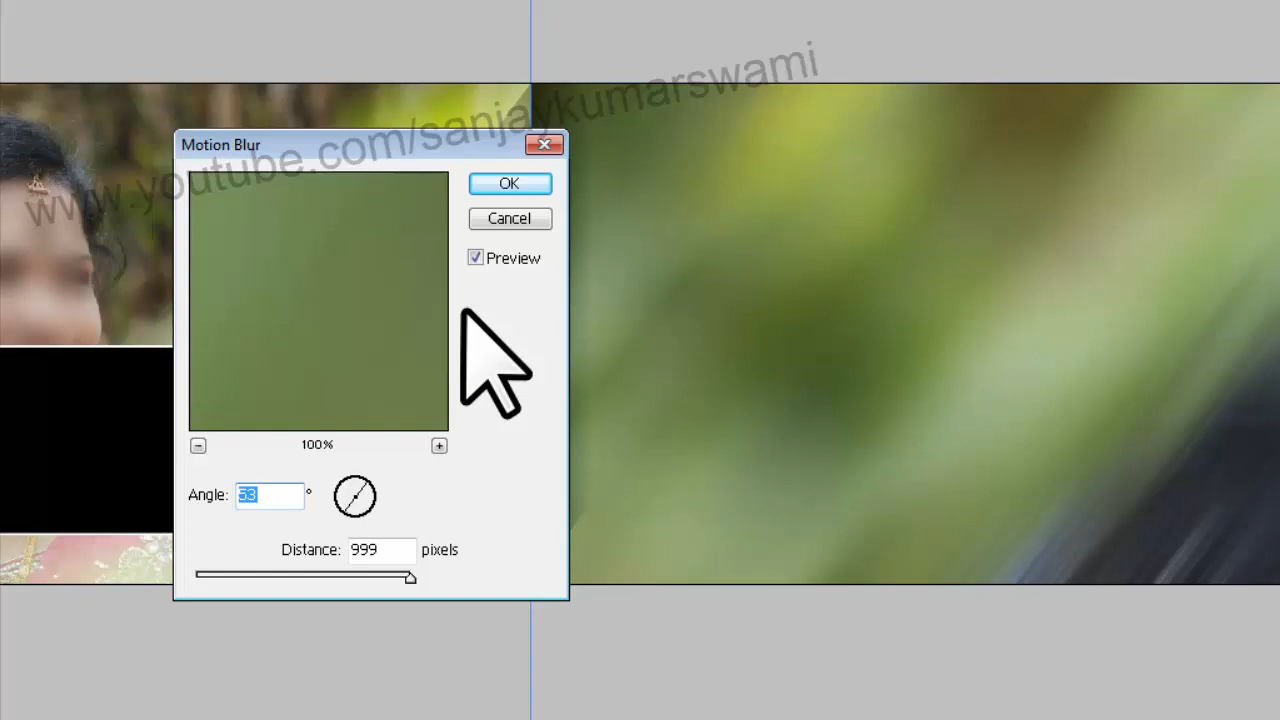 www.youtube.com/sanjaykumarswami
Motion Blur
OK
Cancel
Preview
100%
Angle: 53 °
Distance: 999 pixels